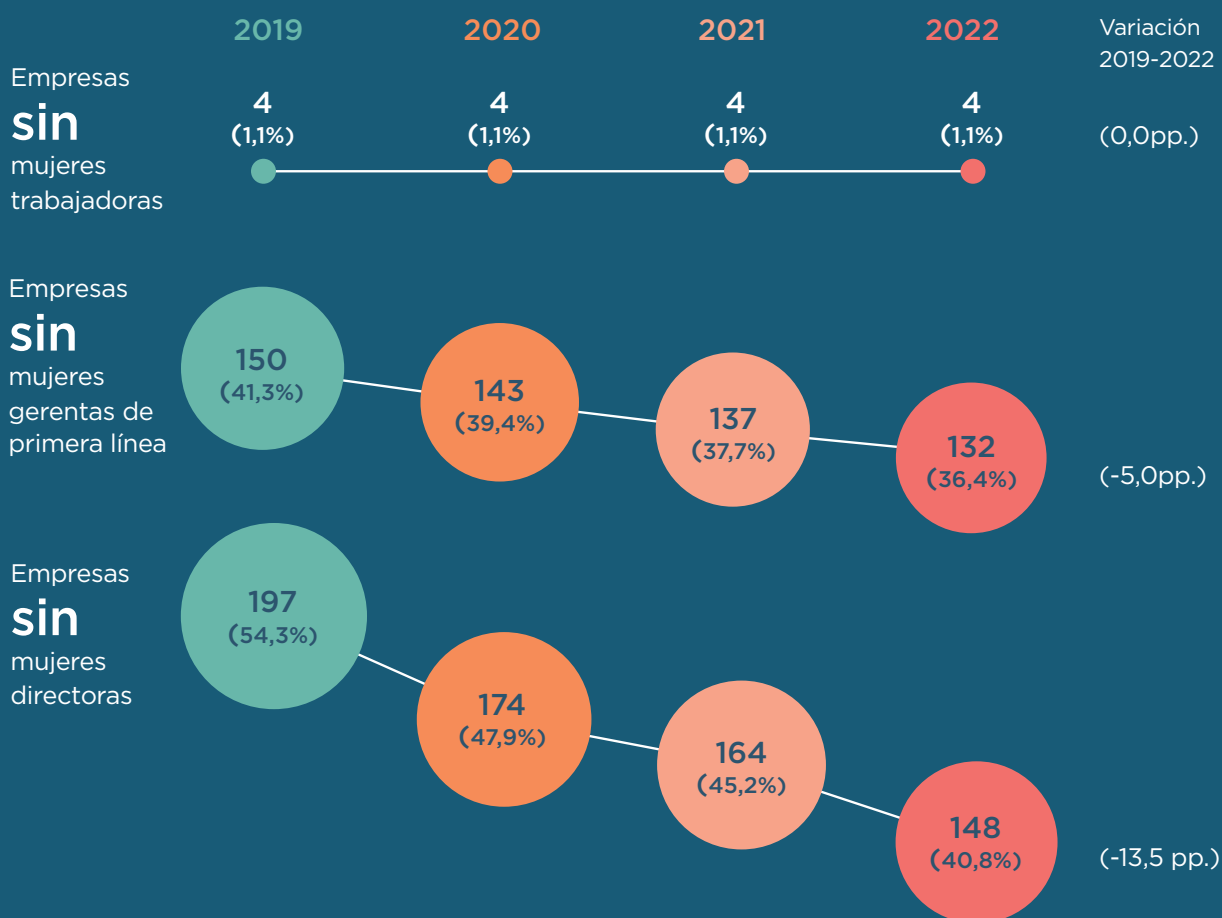 2019 2020 2021 2022 Variación
2019-2022
Empresas
sin
mujeres
trabajadoras
4 4 4 4
(1,1%) (1,1%) (1,1%) (1,1%) (0,0pp.)
Empresas
sin
mujeres
gerentas de
primera línea
150
(41,3%)
143
(39,4%)
137
(37,7%)
132
(36,4%)
(-5,0pp.)
Empresas
sin
mujeres
directoras
197
(54,3%)
174
(47,9%)
164
(45,2%)
148
(40,8%)
(-13,5 pp.)